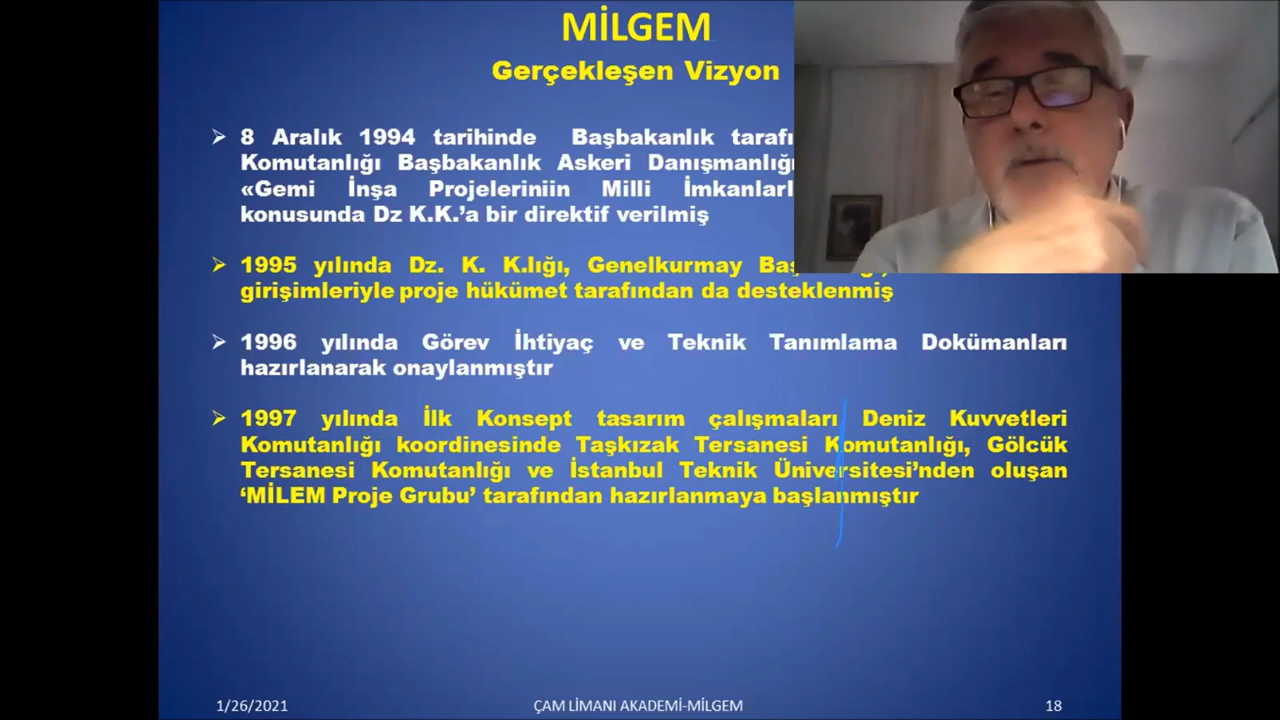 MİLGEM
Gerçekleşen Vizyon
➢ 8 Aralık 1994 tarihinde Başbakanlık
Komutanlığı Başbakanlık Askeri
«Gemi İnşa Projeleriniin Milli
konusunda Dz K.K.'a bir direktif verilmiş
➢ 1995 yılında Dz. K. K.lığı, Genelkurmay
girişimleriyle proje hükümet tarafından da desteklenmiş
➢ 1996 yılında Görev İhtiyaç ve Teknik Tanımlama Dokümanları
hazırlanarak onaylanmıştır
➢ 1997 yılında İlk Konsept tasarım çalışmaları Deniz Kuvvetleri
Komutanlığı koordinesinde Taşkızak Tersanesi Komutanlığı, Gölcük
Tersanesi Komutanlığı ve İstanbul Teknik Üniversitesi'nden oluşan
‘MİLEM Proje Grubu’ tarafından hazırlanmaya başlanmıştır
1/26/2021 ÇAM LİMANI AKADEMİ-MİLGEM 18